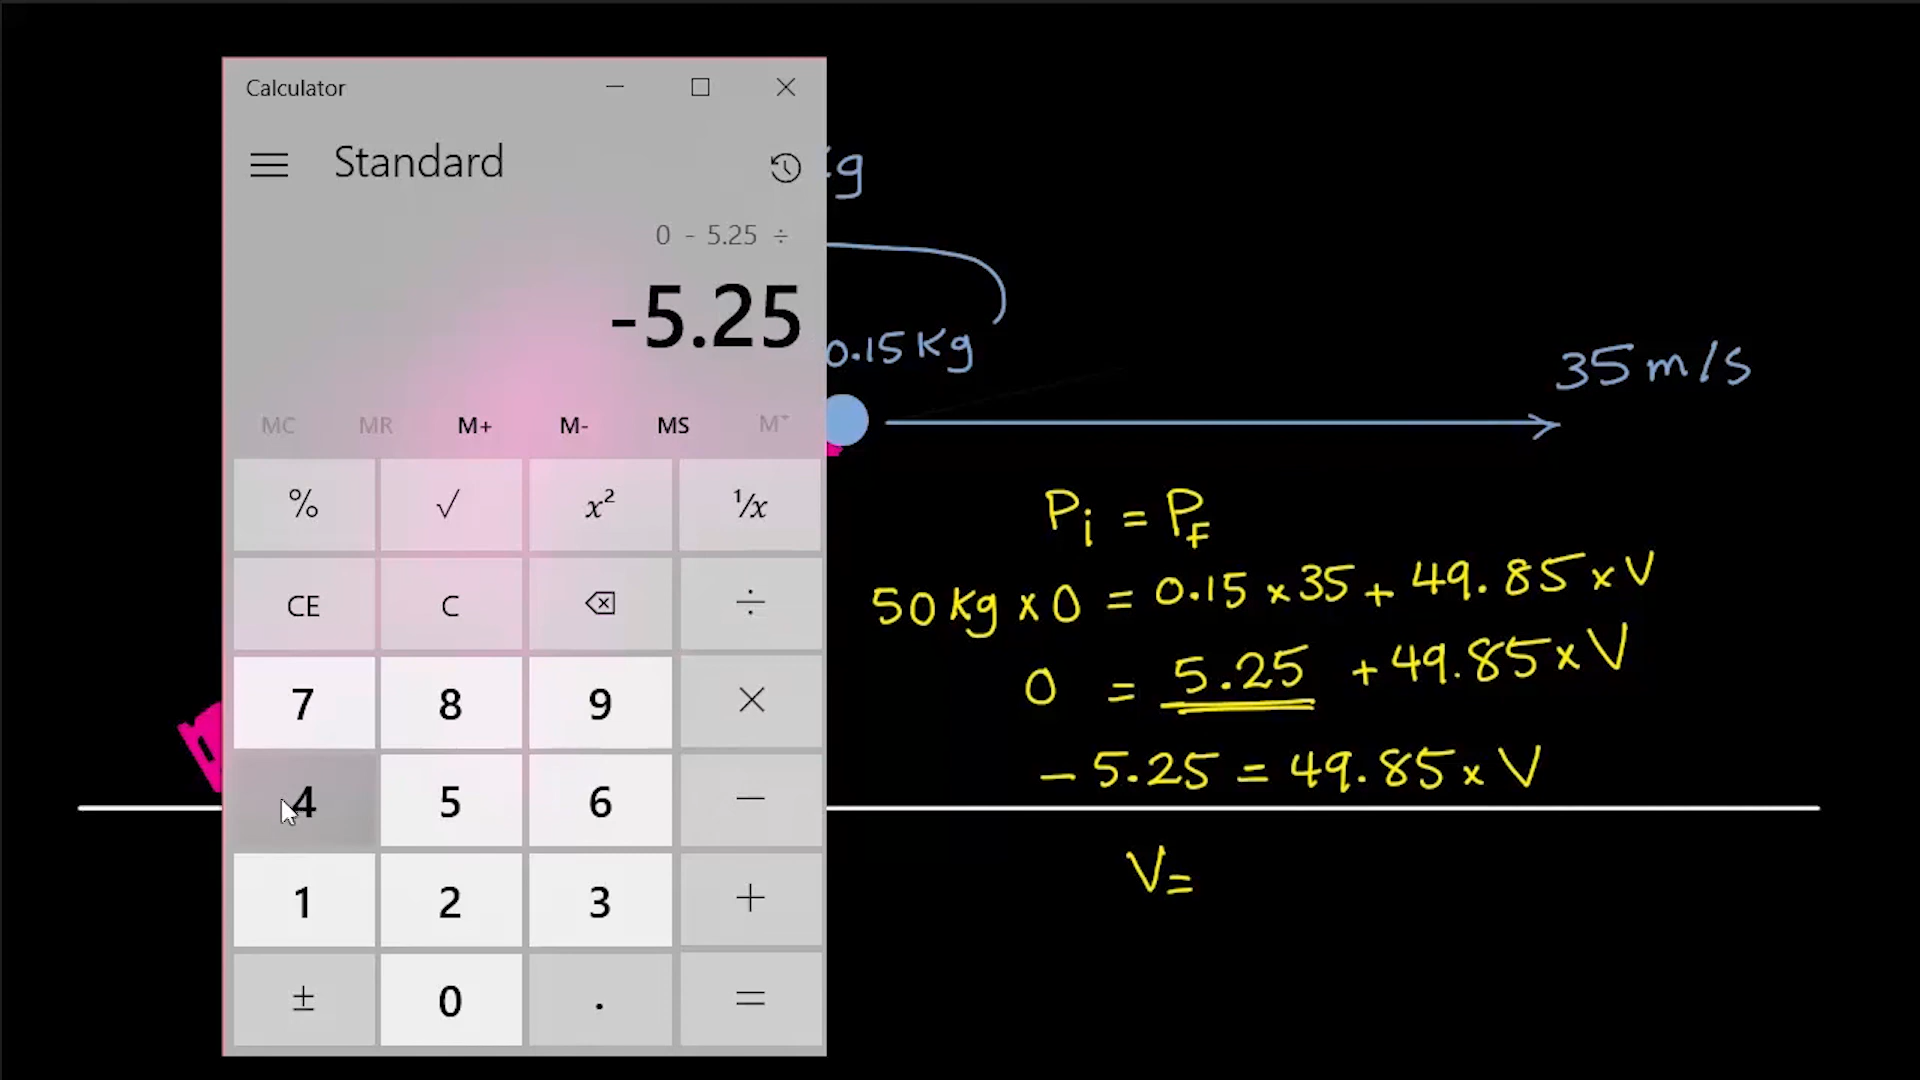 Calculator
Standard
0 - 5.25 ÷
-5.25
MC MR M+ M- MS M˅
% √ x² ¹/x
CE C ÷
7 8 9 ×
4 5 6 −
1 2 3 +
± 0 . =
Kg
0.15 Kg
35 m/s
Pi = PF
50 Kg x 0 = 0.15 x 35 + 49.85 x V
0 = 5.25 + 49.85 x V
- 5.25 = 49.85 x V
V =